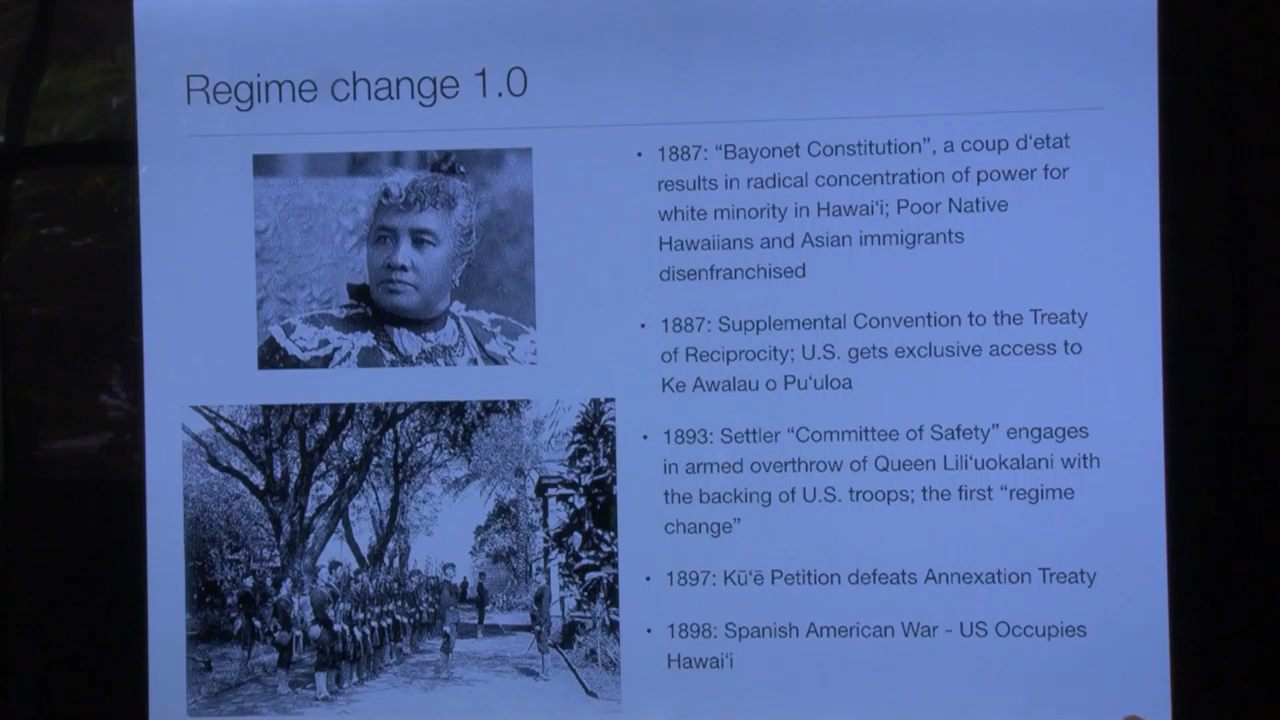 Regime change 1.0
• 1887: “Bayonet Constitution”, a coup d‘etat
results in radical concentration of power for
white minority in Hawai‘i; Poor Native
Hawaiians and Asian immigrants
disenfranchised
• 1887: Supplemental Convention to the Treaty
of Reciprocity; U.S. gets exclusive access to
Ke Awalau o Pu‘uloa
• 1893: Settler “Committee of Safety” engages
in armed overthrow of Queen Lili‘uokalani with
the backing of U.S. troops; the first “regime
change”
• 1897: Kū‘ē Petition defeats Annexation Treaty
• 1898: Spanish American War - US Occupies
Hawai‘i